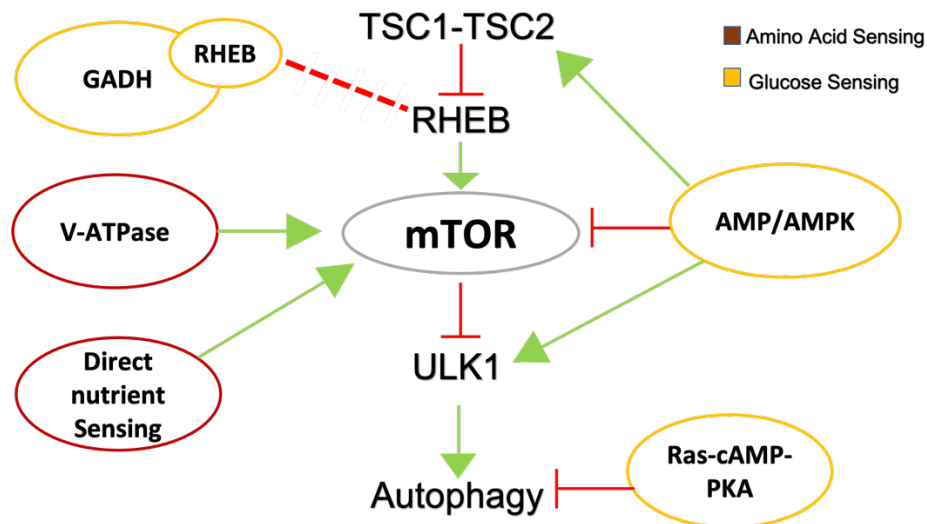 TSC1-TSC2
Amino Acid Sensing
Glucose Sensing
RHEB
GADH
RHEB
V-ATPase
mTOR
AMP/AMPK
Direct
nutrient
Sensing
ULK1
Ras-cAMP-
PKA
Autophagy